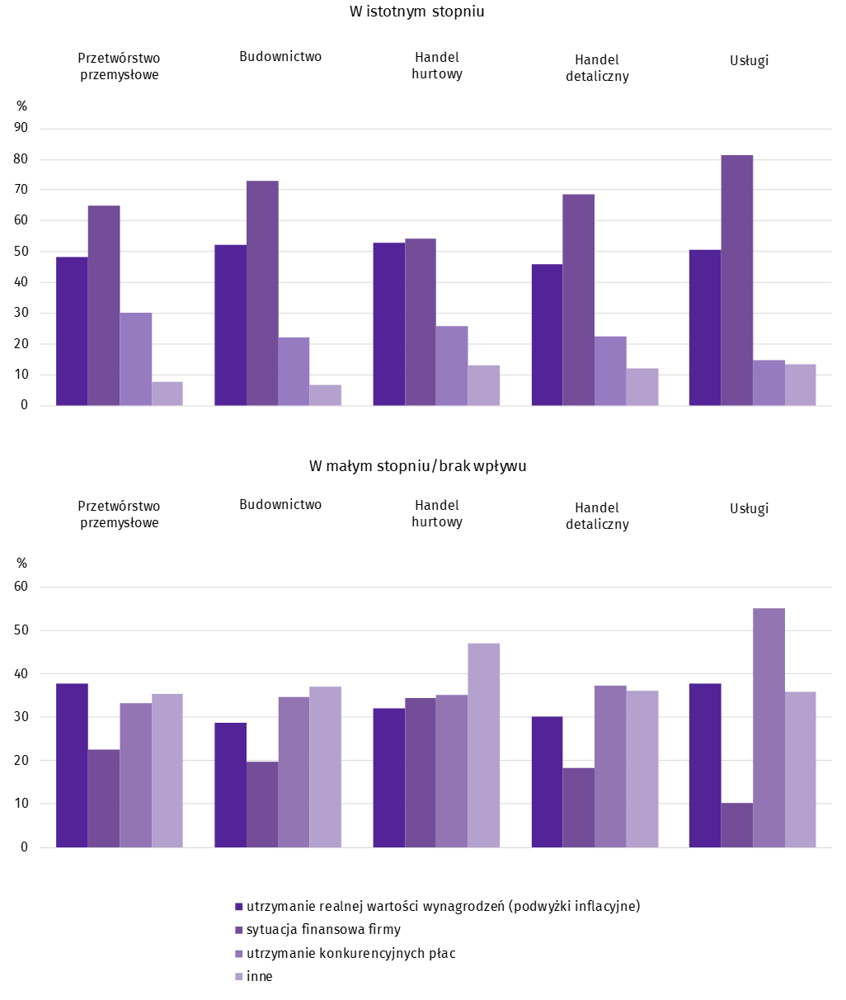 W istotnym stopniu
Przetwórstwo
przemysłowe
Budownictwo
Handel
hurtowy
Handel
detaliczny
Usługi
%
90
80
70
60
50
40
30
20
10
0
W małym stopniu/brak wpływu
Przetwórstwo
przemysłowe
Budownictwo
Handel
hurtowy
Handel
detaliczny
Usługi
%
60
50
40
30
20
10
0
utrzymanie realnej wartości wynagrodzeń (podwyżki inflacyjne)
sytuacja finansowa firmy
utrzymanie konkurencyjnych płac
inne